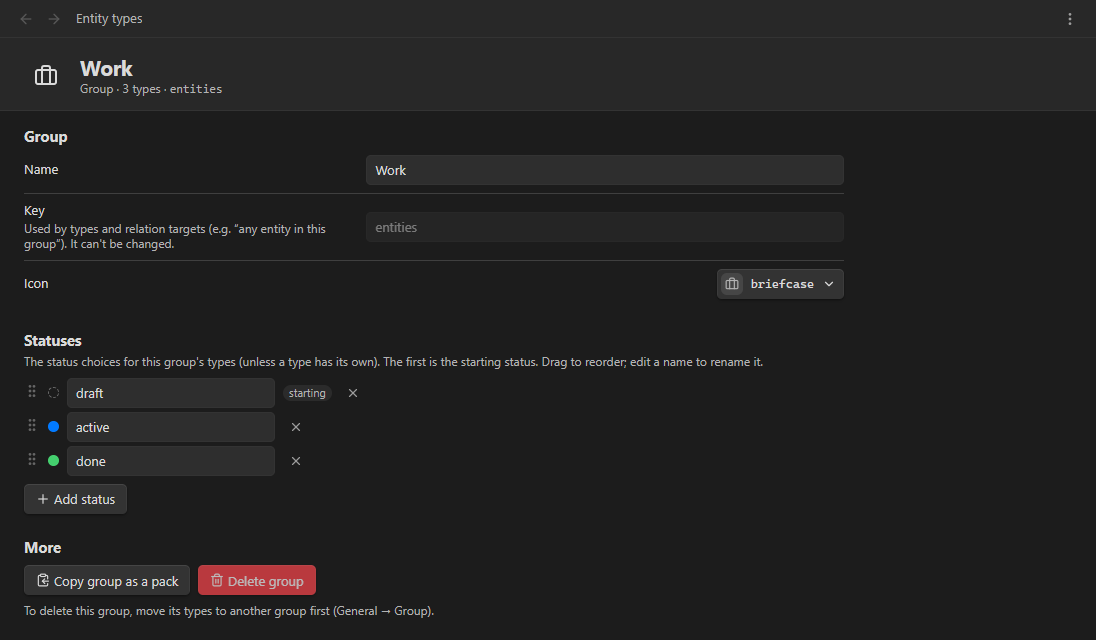 Entity types
Work
Group · 3 types · entities
Group
Name
Work
Key
Used by types and relation targets (e.g. “any entity in this
group”). It can't be changed.
entities
Icon
briefcase
Statuses
The status choices for this group's types (unless a type has its own). The first is the starting status. Drag to reorder; edit a name to rename it.
draft
starting
active
done
Add status
More
Copy group as a pack
Delete group
To delete this group, move its types to another group first (General → Group).